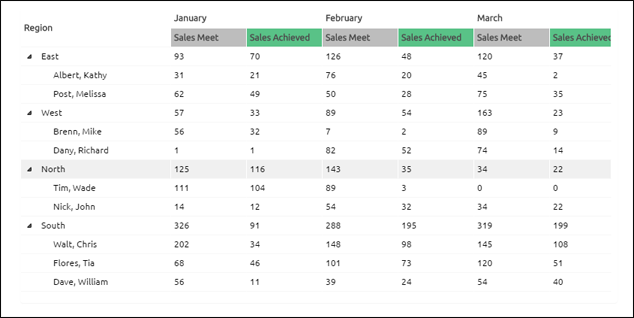 Region January February March
Sales Meet Sales Achieved Sales Meet Sales Achieved Sales Meet Sales Achieved
East 93 70 126 48 120 37
Albert, Kathy 31 21 76 20 45 2
Post, Melissa 62 49 50 28 75 35
West 57 33 89 54 163 23
Brenn, Mike 56 32 7 2 89 9
Dany, Richard 1 1 82 52 74 14
North 125 116 143 35 34 22
Tim, Wade 111 104 89 3 0 0
Nick, John 14 12 54 32 34 22
South 326 91 288 195 319 199
Walt, Chris 202 34 148 98 145 108
Flores, Tia 68 46 101 73 120 51
Dave, William 56 11 39 24 54 40